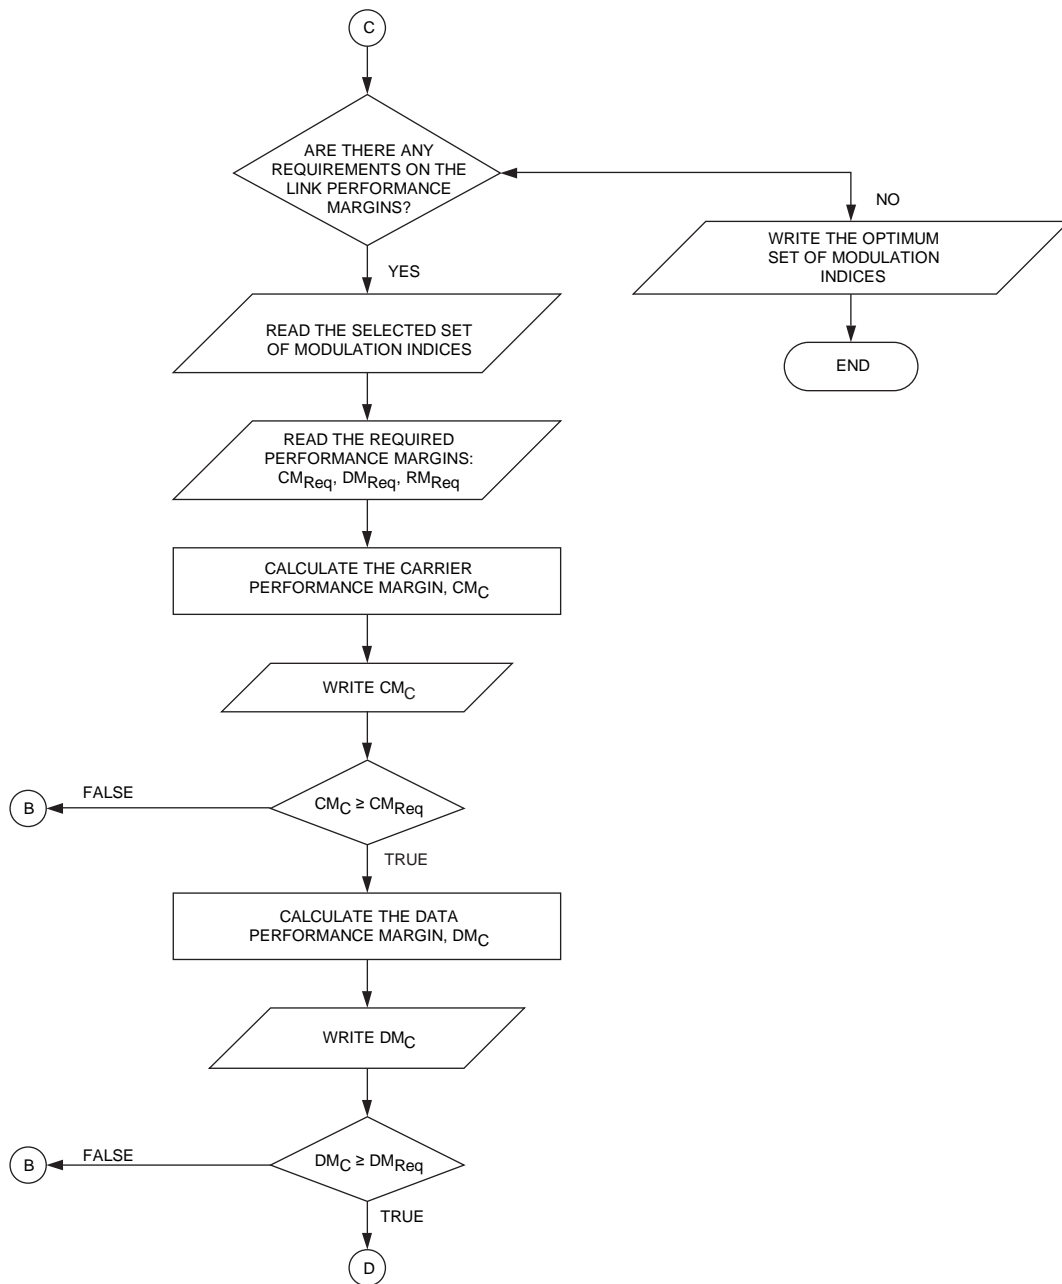 C
ARE THERE ANY
REQUIREMENTS ON THE
LINK PERFORMANCE
MARGINS?
NO
WRITE THE OPTIMUM
SET OF MODULATION
INDICES
YES
READ THE SELECTED SET
OF MODULATION INDICES
END
READ THE REQUIRED
PERFORMANCE MARGINS:
CMReq, DMReq, RMReq
CALCULATE THE CARRIER
PERFORMANCE MARGIN, CMC
WRITE CMC
FALSE
B
CMC ≥ CMReq
TRUE
CALCULATE THE DATA
PERFORMANCE MARGIN, DMC
WRITE DMC
FALSE
B
DMC ≥ DMReq
TRUE
D